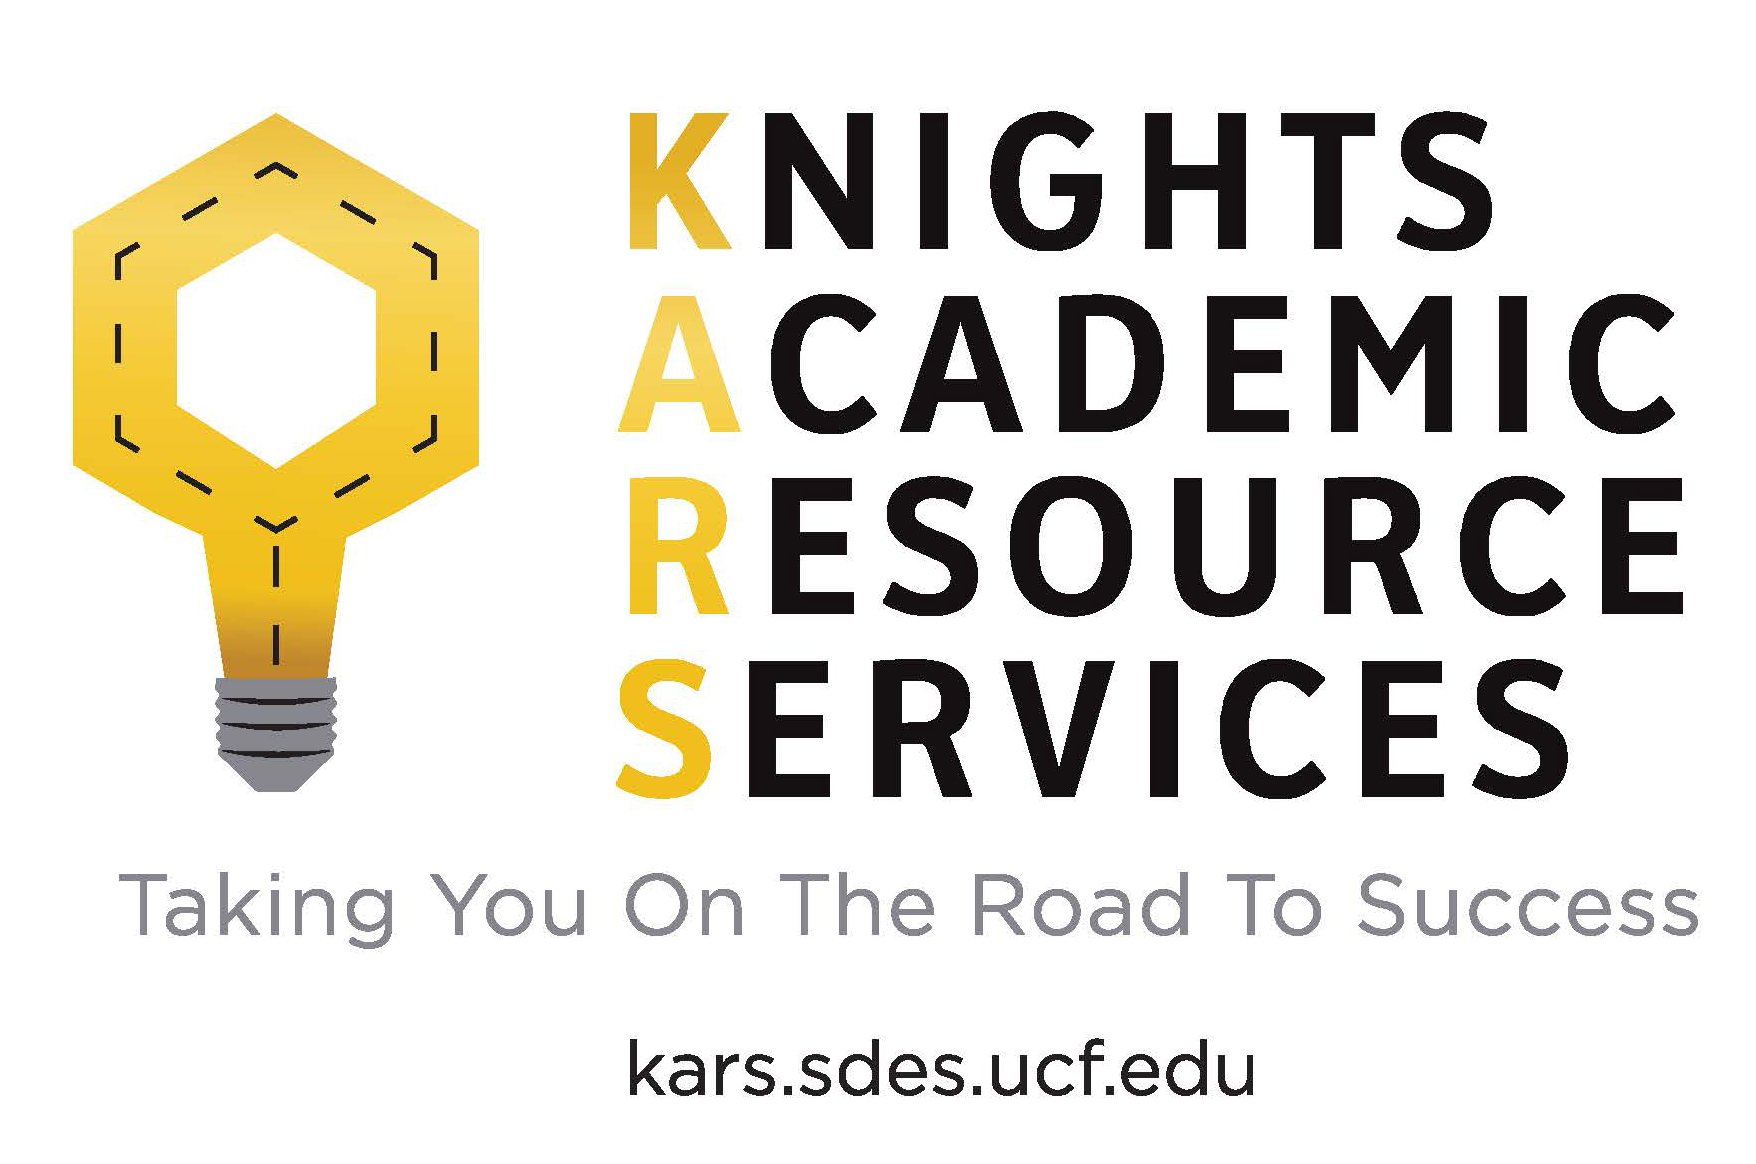 KNIGHTS
ACADEMIC
RESOURCE
SERVICES
Taking You On The Road To Success
kars.sdes.ucf.edu